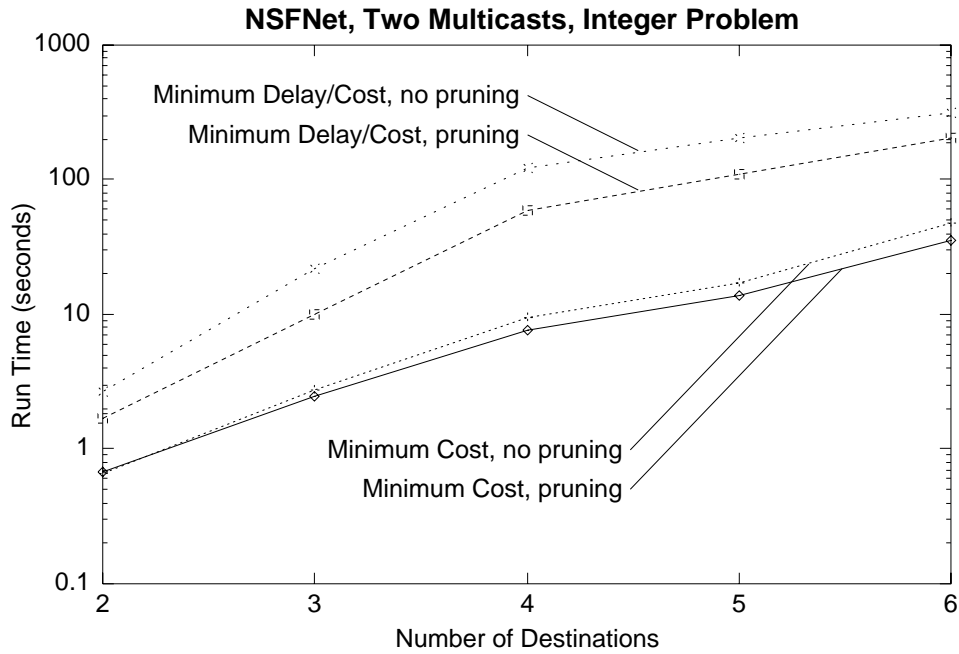 NSFNet, Two Multicasts, Integer Problem
1000
100
10
1
0.1
Run Time (seconds)
Minimum Delay/Cost, no pruning
Minimum Delay/Cost, pruning
Minimum Cost, no pruning
Minimum Cost, pruning
2
3
4
5
6
Number of Destinations